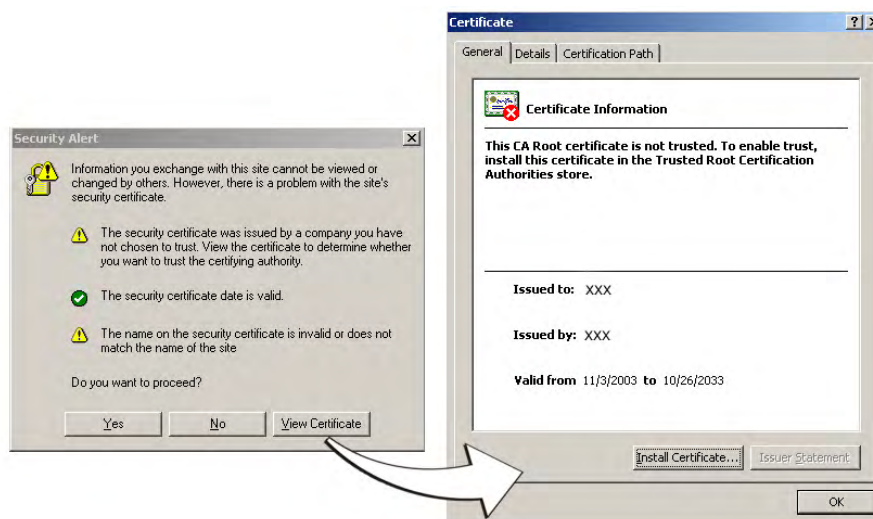 Security Alert
Information you exchange with this site cannot be viewed or
changed by others. However, there is a problem with the site's
security certificate.
The security certificate was issued by a company you have
not chosen to trust. View the certificate to determine whether
you want to trust the certifying authority.
The security certificate date is valid.
The name on the security certificate is invalid or does not
match the name of the site
Do you want to proceed?
Yes
No
View Certificate
Certificate
General
Details
Certification Path
Certificate Information
This CA Root certificate is not trusted. To enable trust,
install this certificate in the Trusted Root Certification
Authorities store.
Issued to: XXX
Issued by: XXX
Valid from 11/3/2003 to 10/26/2033
Install Certificate...
Issuer Statement
OK